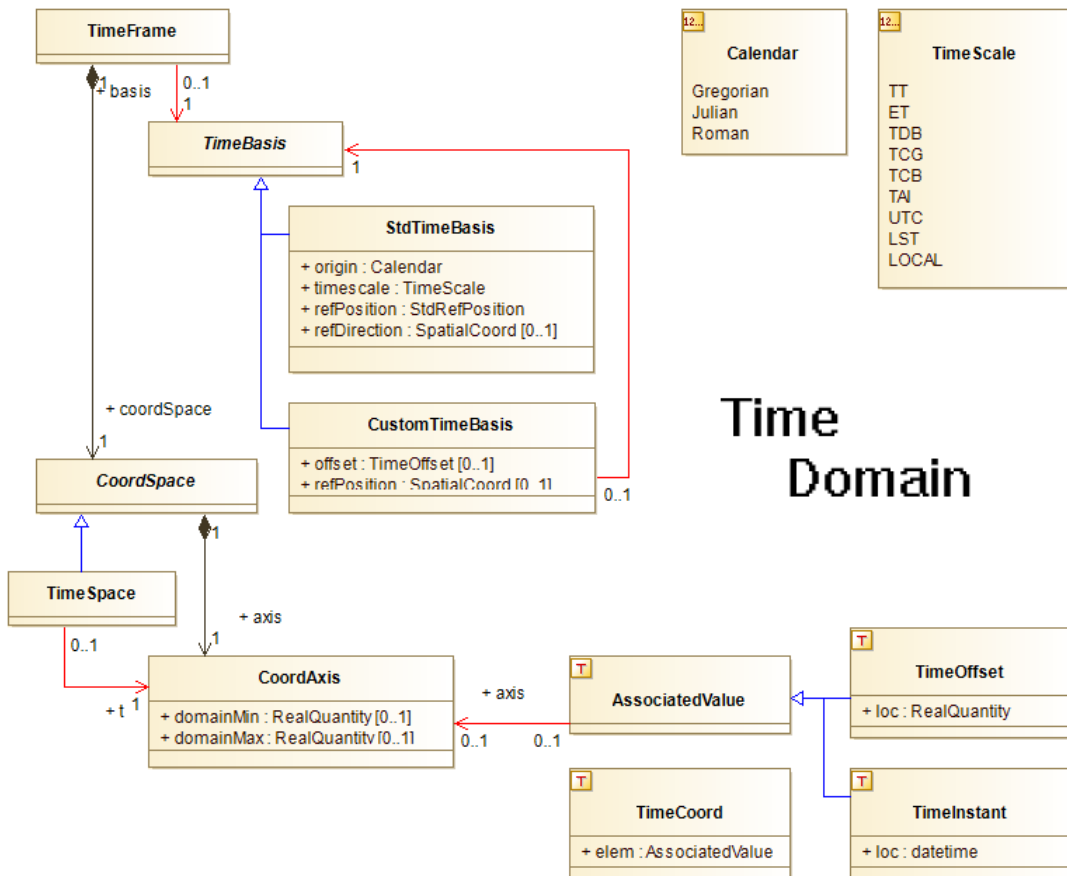 TimeFrame
1
+ basis
0..1
1
TimeBasis
1
StdTimeBasis
+ origin : Calendar
+ timescale : TimeScale
+ refPosition : StdRefPosition
+ refDirection : SpatialCoord [0..1]
+ coordSpace
1
CustomTimeBasis
+ offset : TimeOffset [0..1]
+ refPosition : SpatialCoord [0..1]
0..1
CoordSpace
1
TimeSpace
0..1
+ axis
1
1
+ t
CoordAxis
+ domainMin : RealQuantity [0..1]
+ domainMax : RealQuantity [0..1]
+ axis
0..1
0..1
T
AssociatedValue
T
TimeOffset
+ loc : RealQuantity
T
TimeCoord
+ elem : AssociatedValue
T
TimeInstant
+ loc : datetime
12...
Calendar
Gregorian
Julian
Roman
12...
TimeScale
TT
ET
TDB
TCG
TCB
TAI
UTC
LST
LOCAL
Time
Domain